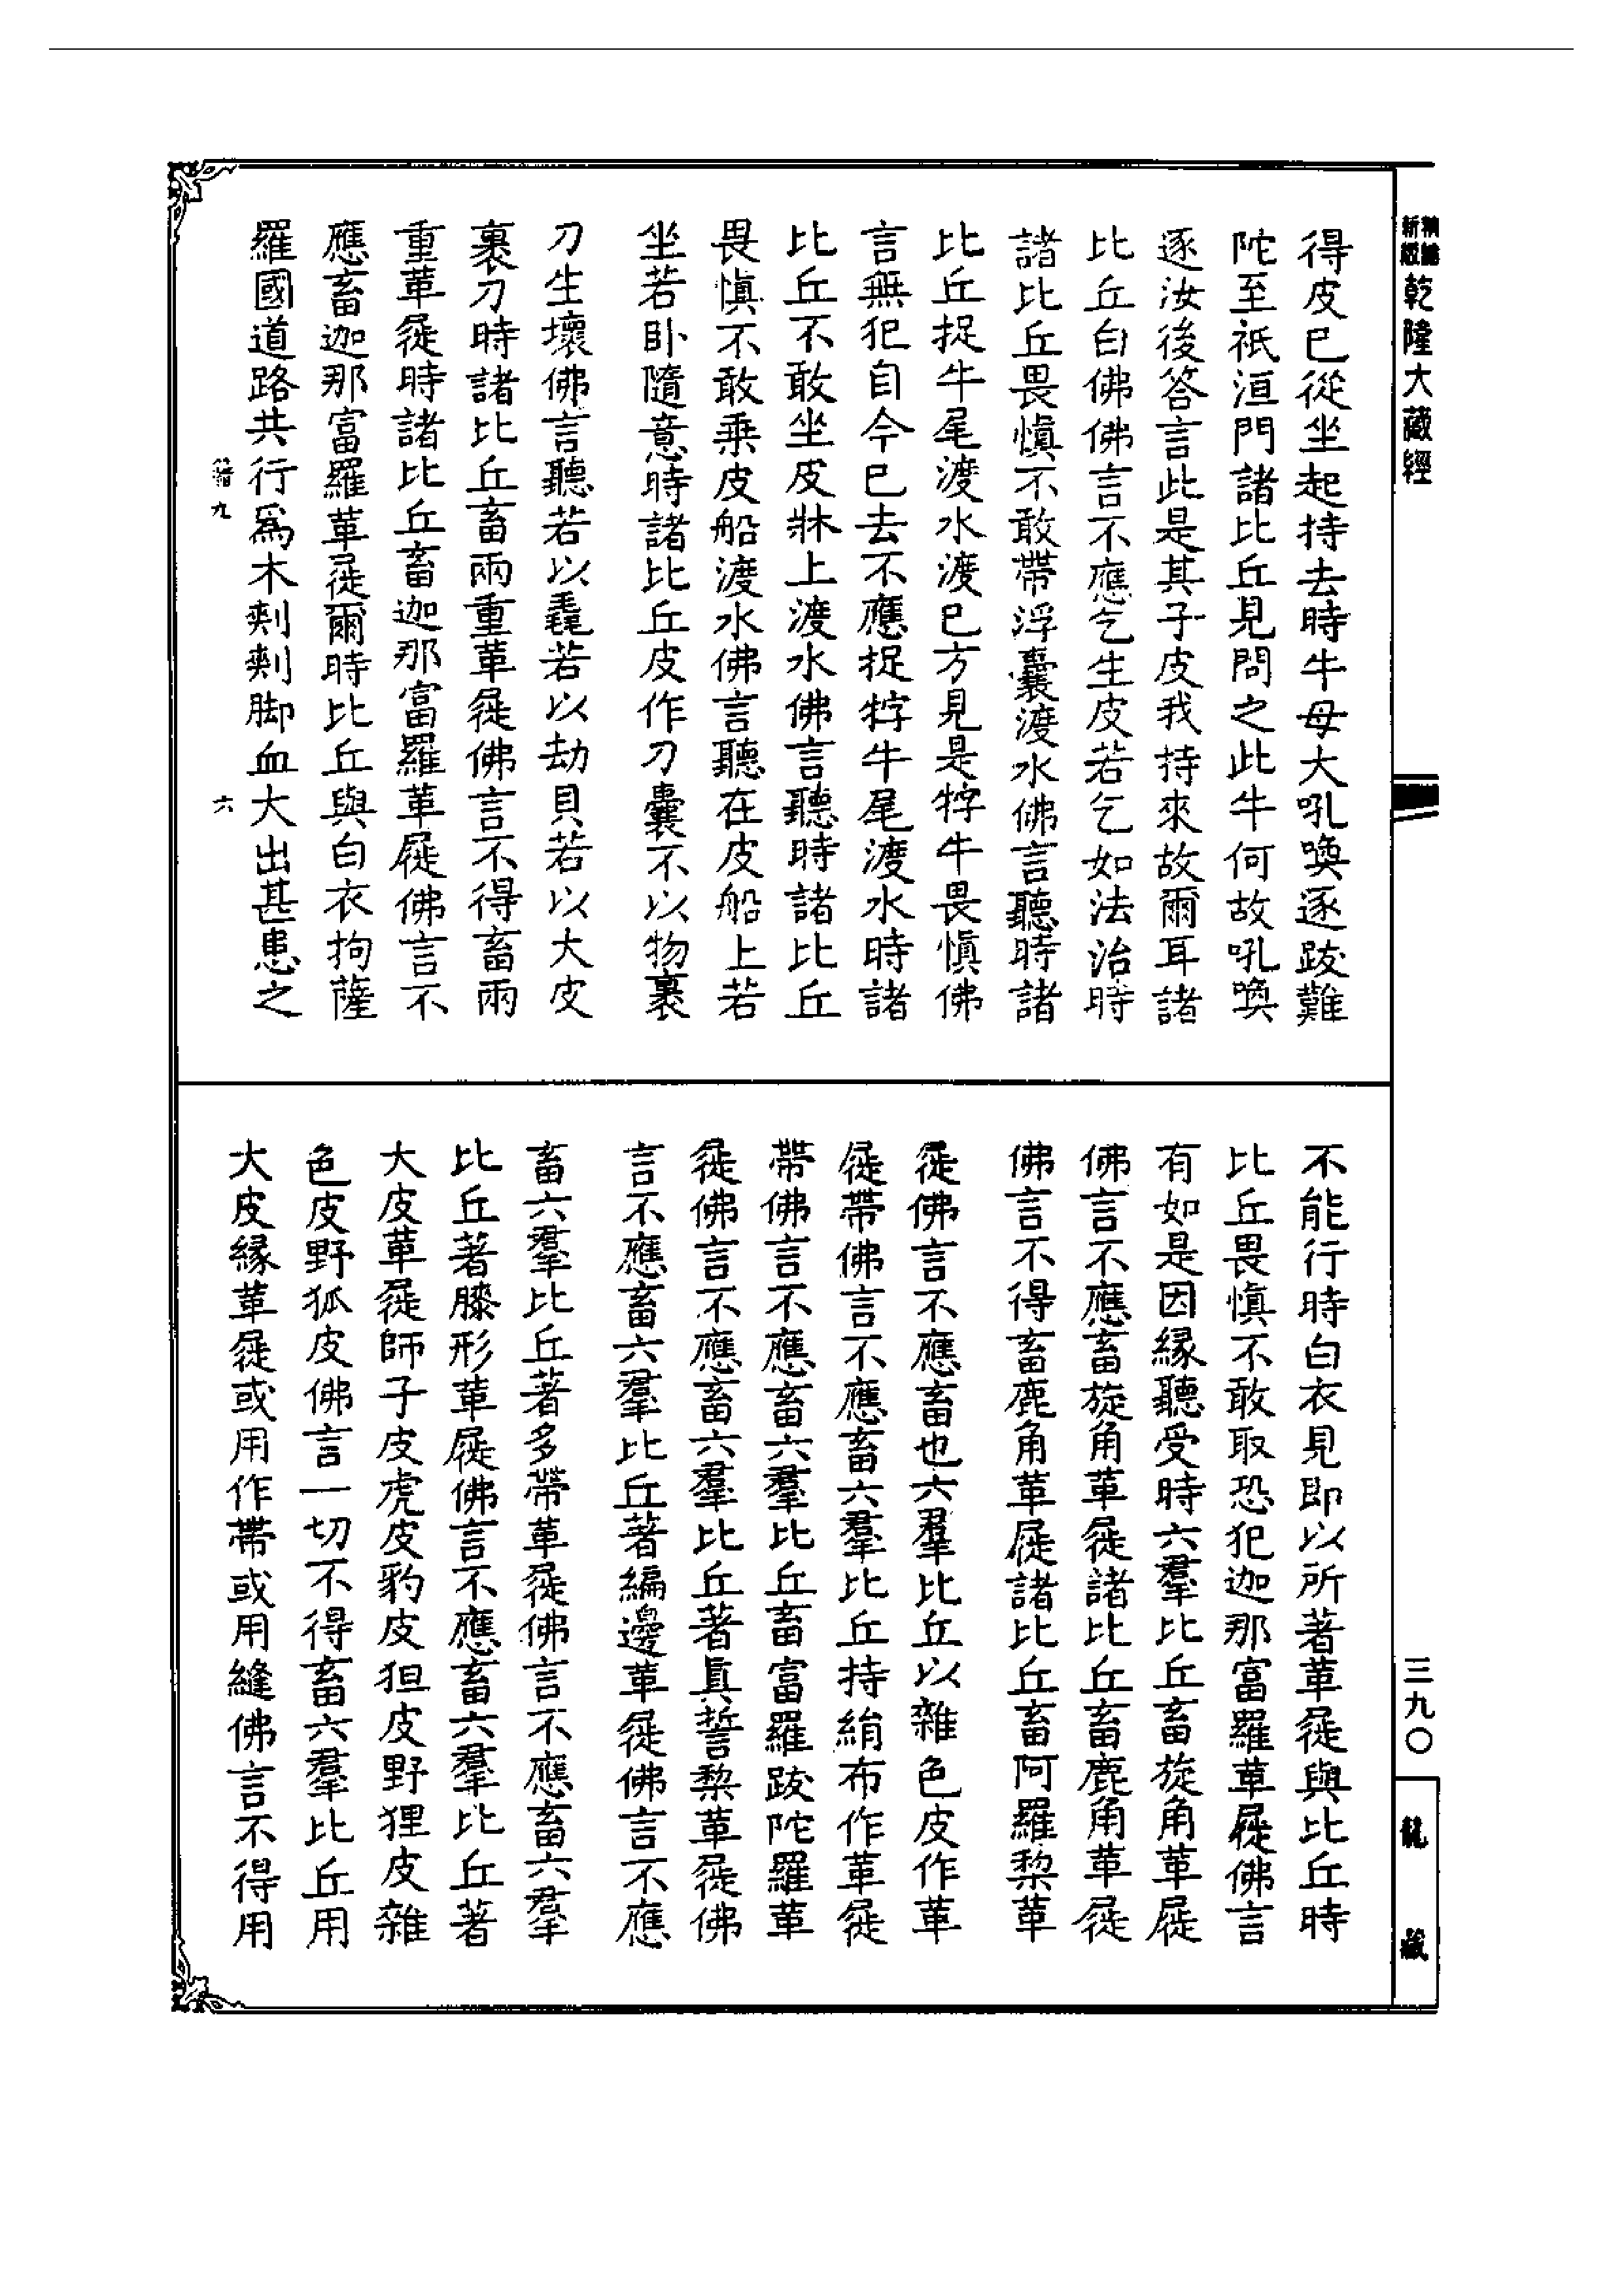 新編縮本乾隆大藏經
得皮已從坐起持去時牛母大吼喚逐跋難
陀至祇洹門諸比丘見問之此牛何故吼喚
逐汝後答言此是其子皮我持來故爾耳諸
比丘白佛佛言不應乞生皮若乞如法治時
諸比丘畏慎不敢帶浮囊渡水佛言聽時諸
比丘捉牛尾渡水渡已方見是牸牛畏慎佛
言無犯自今已去不應捉牸牛尾渡水時諸
比丘不敢坐皮牀上渡水佛言聽時諸比丘
畏慎不敢乘皮船渡水佛言聽在皮船上若
坐若卧隨意時諸比丘皮作刀囊不以物裹
刀生壞佛言聽若以毳若以劫貝若以大皮
裹刀時諸比丘畜兩重革屣佛言不得畜兩
重革屣時諸比丘畜迦那富羅革屣佛言不
應畜迦那富羅革屣爾時比丘與白衣拘薩
羅國道路共行爲木剌剌脚血大出甚患之
籍九 六
不能行時白衣見即以所著革屣與比丘時
比丘畏慎不敢取恐犯迦那富羅革屣佛言
有如是因緣聽受時六羣比丘畜旋角革屣
佛言不應畜旋角革屣諸比丘畜鹿角革屣
佛言不得畜鹿角革屣諸比丘畜阿羅梨革
屣佛言不應畜也六羣比丘以雜色皮作革
屣帶佛言不應畜六羣比丘持絹布作革屣
帶佛言不應畜六羣比丘畜富羅跋陀羅革
屣佛言不應畜六羣比丘著眞誓梨革屣佛
言不應畜六羣比丘著編邊革屣佛言不應
畜六羣比丘著多帶革屣佛言不應畜六羣
比丘著膝形革屣佛言不應畜六羣比丘著
大皮革屣師子皮虎皮豹皮狚皮野狸皮雜
色皮野狐皮佛言一切不得畜六羣比丘用
大皮緣革屣或用作帶或用縫佛言不得用
三九〇
龍藏